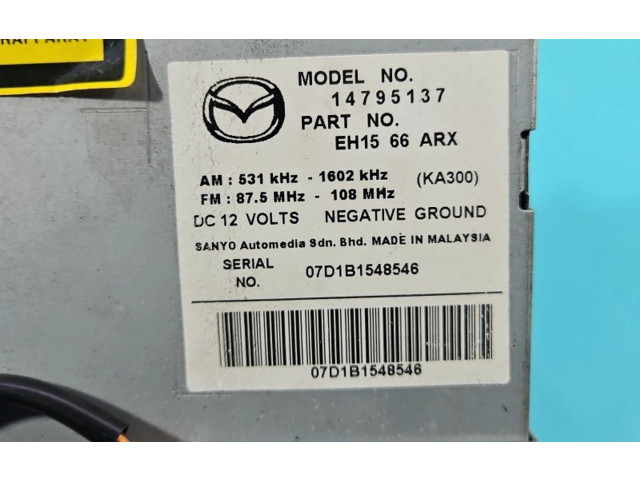 MODEL NO.
14795137
PART NO.
EH15 66 ARX
AM : 531 kHz - 1602 kHz (KA300)
FM : 87.5 MHz - 108 MHz
DC 12 VOLTS NEGATIVE GROUND
SANYO Automedia Sdn. Bhd. MADE IN MALAYSIA
SERIAL NO. 07D1B1548546
07D1B1548546